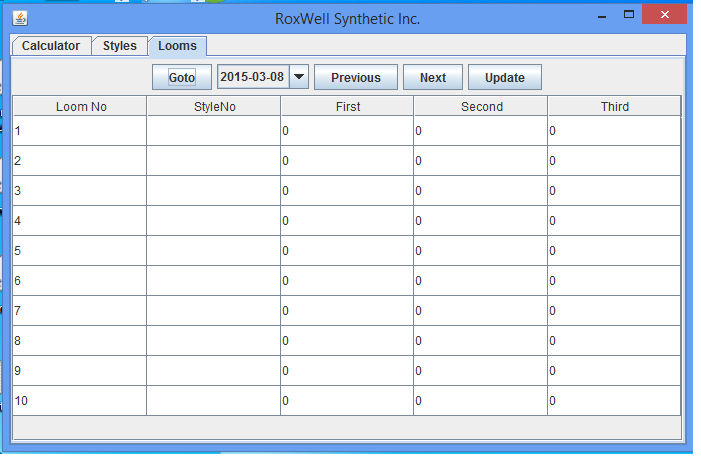 RoxWell Synthetic Inc.
Calculator Styles Looms
Goto 2015-03-08 Previous Next Update
Loom No StyleNo First Second Third
1 0 0 0
2 0 0 0
3 0 0 0
4 0 0 0
5 0 0 0
6 0 0 0
7 0 0 0
8 0 0 0
9 0 0 0
10 0 0 0